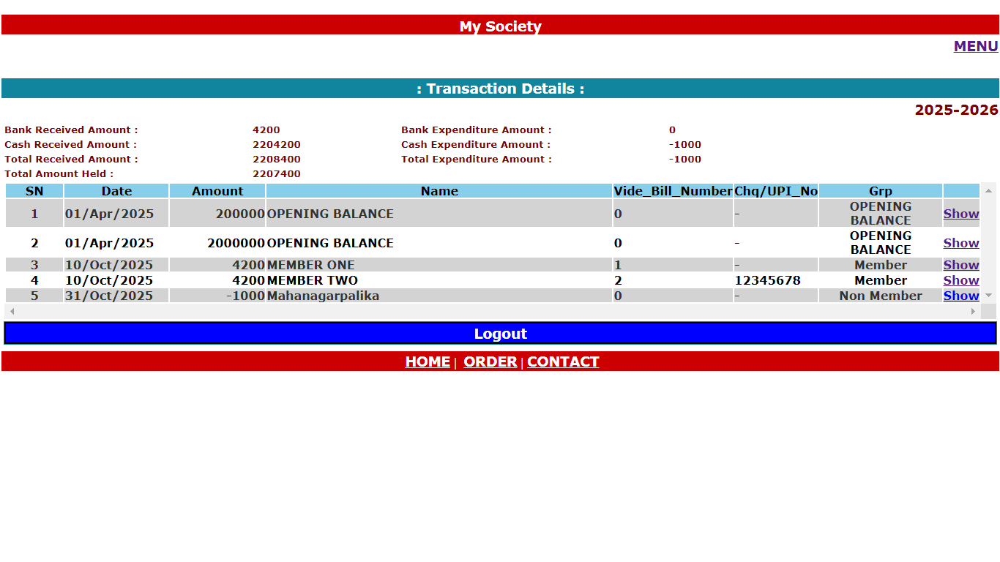 My Society
MENU
: Transaction Details :
2025-2026
Bank Received Amount : 4200 Bank Expenditure Amount : 0
Cash Received Amount : 2204200 Cash Expenditure Amount : -1000
Total Received Amount : 2208400 Total Expenditure Amount : -1000
Total Amount Held : 2207400
SN Date Amount Name Vide_Bill_Number Chq/UPI_No Grp
1 01/Apr/2025 200000 OPENING BALANCE 0 - OPENING BALANCE Show
2 01/Apr/2025 2000000 OPENING BALANCE 0 - OPENING BALANCE Show
3 10/Oct/2025 4200 MEMBER ONE 1 - Member Show
4 10/Oct/2025 4200 MEMBER TWO 2 12345678 Member Show
5 31/Oct/2025 -1000 Mahanagarpalika 0 - Non Member Show
Logout
HOME | ORDER | CONTACT